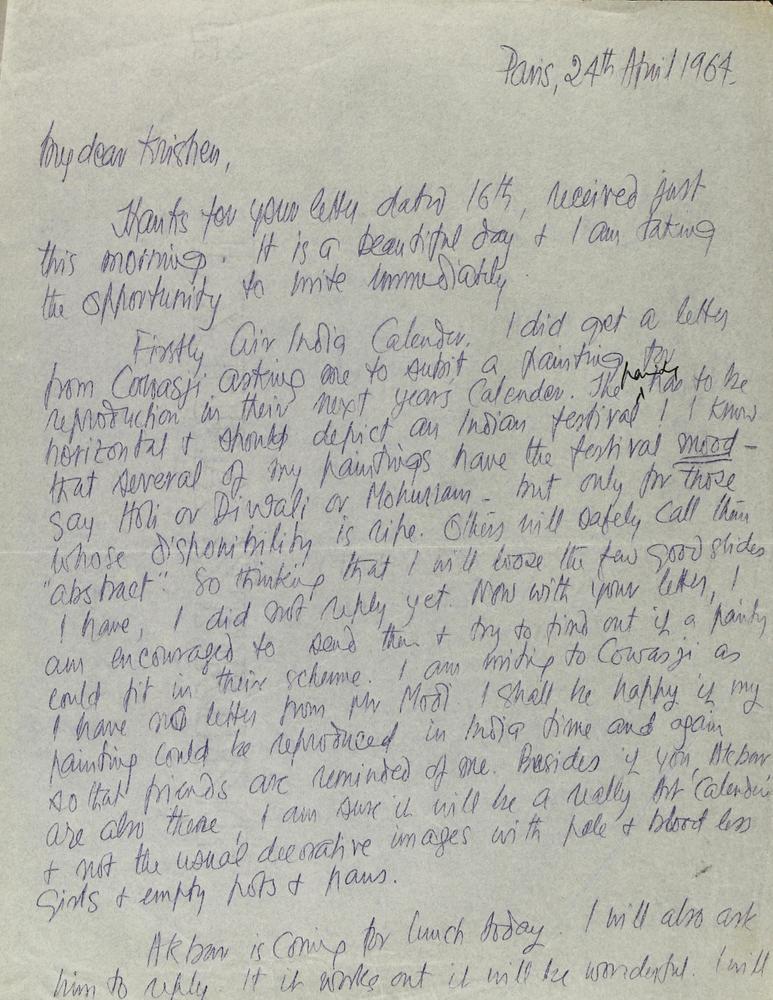 Paris, 24th April 1964.
My dear Krishen,
Thanks for your letter dated 16th, received just
this morning. It is a beautiful day & I am taking
the opportunity to write immediately.
Firstly Air India Calender. I did get a letter
from Cowasji asking me to submit a painting for
reproduction in their next years Calender. The has to be
horizontal & should depict an Indian festival! I know
that several of my paintings have the festival mood –
say Holi or Diwali or Mohurram – but only for those
whose disponibility is ripe. Others will safely call them
"abstract". So thinking that I will loose the few good slides
I have, I did not reply yet. Now with your letter, I
am encouraged to send them & try to find out if a
could fit in their scheme. I am writing to Cowasji as
I have no letter from Mr Modi. I shall be happy if my
painting could be reproduced in India time and again
so that friends are reminded of me. Besides if you, Akbar
are also there, I am sure it will be a really Art Calender
& not the usual decorative images with pale & blood less
Girls & empty pots & pans.
Akbar is coming for lunch today. I will also ask
him to reply. If it works out it will be wonderful. I will